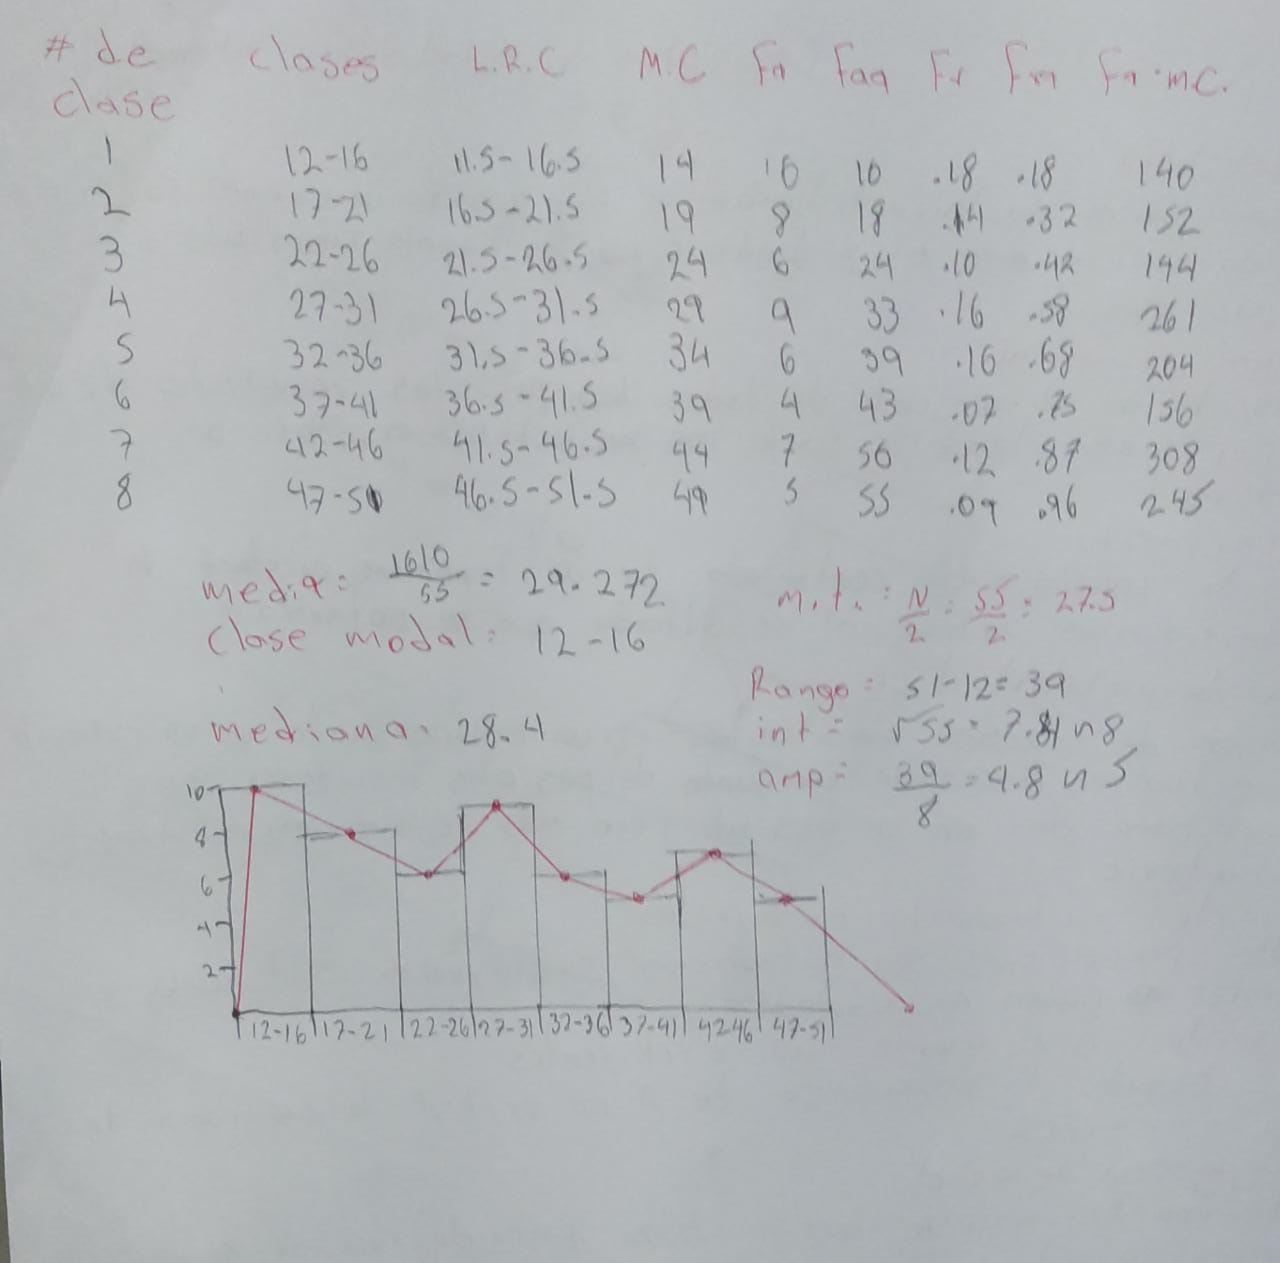 # de clase clases L.R.C M.C Fa Faa Fr Fra Fa·mc.
1 12-16 11.5-16.5 14 10 10 .18 .18 140
2 17-21 16.5-21.5 19 8 18 .14 .32 152
3 22-26 21.5-26.5 24 6 24 .10 .42 144
4 27-31 26.5-31.5 29 9 33 .16 .58 261
5 32-36 31.5-36.5 34 6 39 .10 .68 204
6 37-41 36.5-41.5 39 4 43 .07 .75 156
7 42-46 41.5-46.5 44 7 50 .12 .87 308
8 47-51 46.5-51.5 49 5 55 .09 .96 245
media: 1610/55 = 29.272
m.t.: N/2 : 55/2 = 27.5
Clase modal: 12-16
Rango = 51-12 = 39
mediana: 28.4
int = √55 = 7.41 n 8
amp = 39/8 = 4.8 n 5
10
8
6
4
2
12-16 17-21 22-26 27-31 32-36 37-41 42-46 47-51